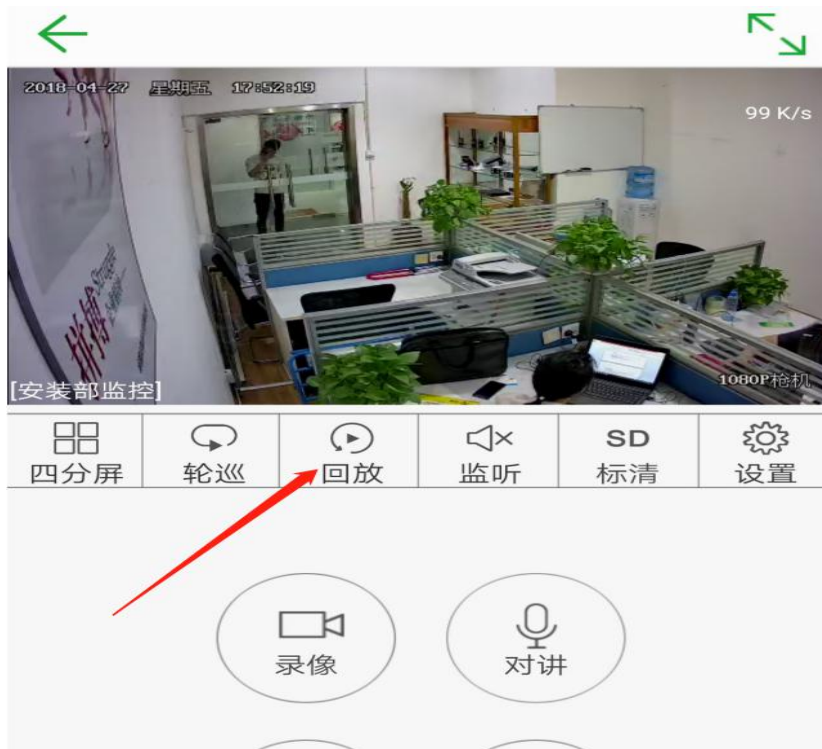 2018-04-27 星期五 17:52:19
99 K/s
拼搏
[安装部监控]
1080P枪机
四分屏 轮巡 回放 监听 SD 标清 设置
录像 对讲